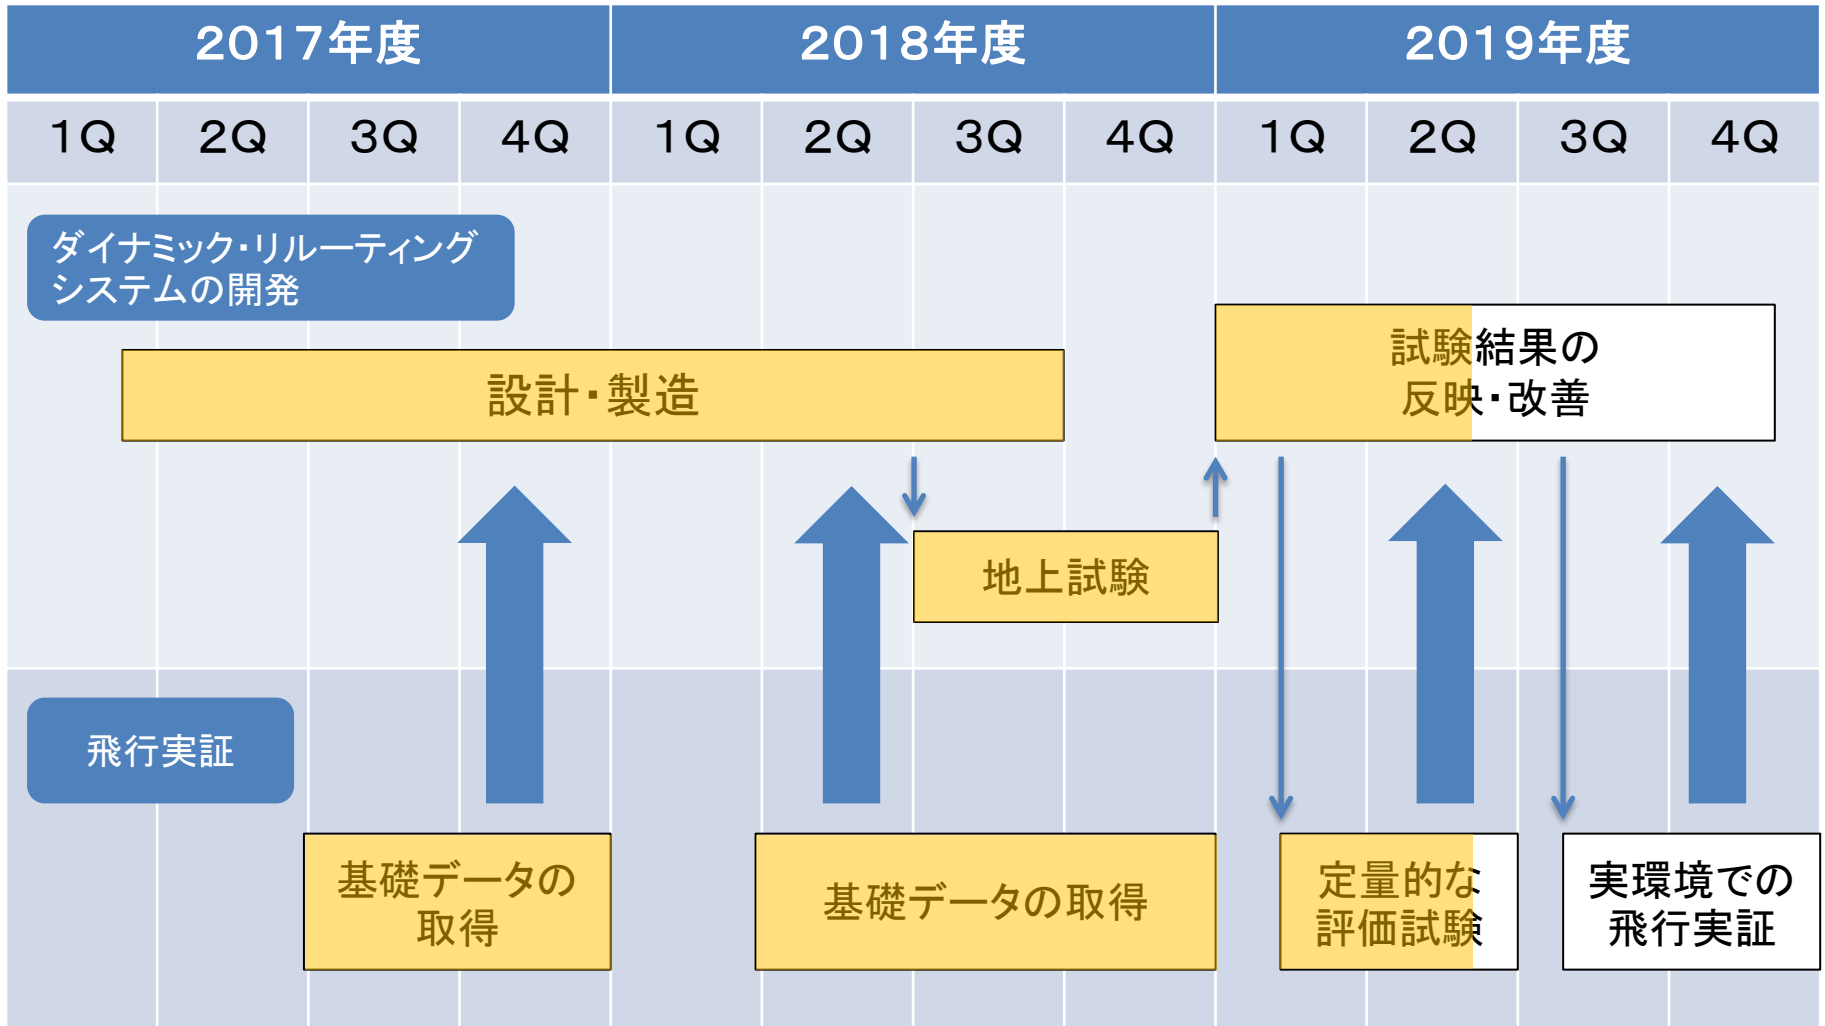 2017年度
2018年度
2019年度
1Q
2Q
3Q
4Q
1Q
2Q
3Q
4Q
1Q
2Q
3Q
4Q
ダイナミック・リルーティング
システムの開発
試験結果の
反映・改善
設計・製造
地上試験
飛行実証
基礎データの
取得
基礎データの取得
定量的な
評価試験
実環境での
飛行実証